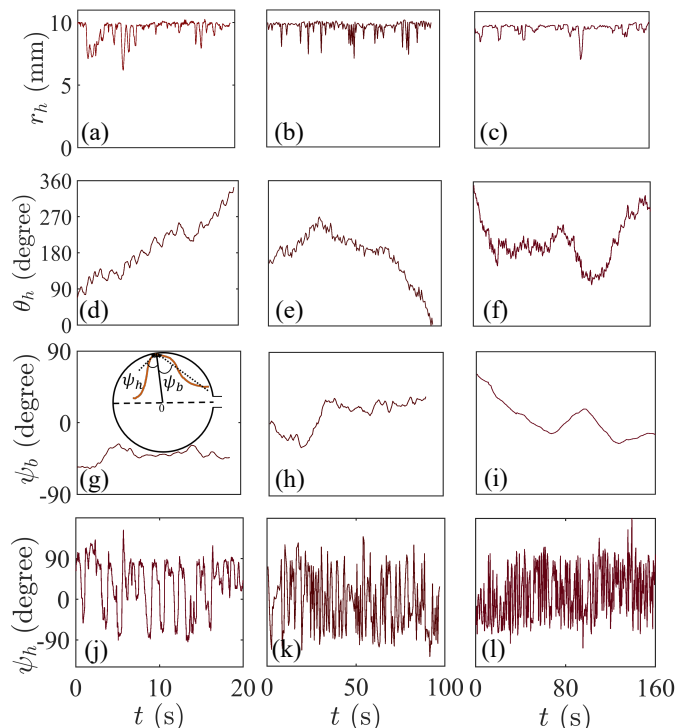 10
5
0
r_h (mm)
(a)
(b)
(c)
360
270
180
90
0
θ_h (degree)
(d)
(e)
(f)
90
0
-90
ψ_b (degree)
ψ_h
ψ_b
0
(g)
(h)
(i)
90
0
-90
ψ_h (degree)
(j)
(k)
(l)
0 10 20
0 50 100
0 80 160
t (s)
t (s)
t (s)